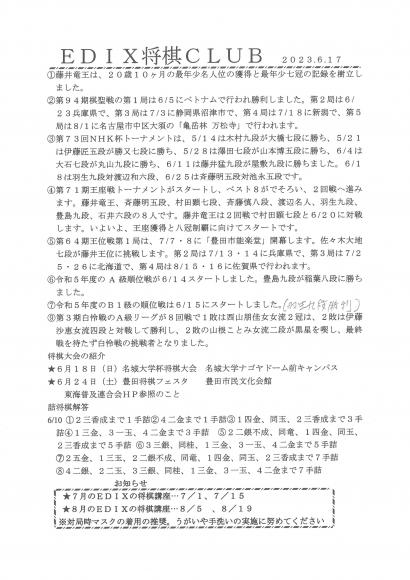 EDIX将棋CLUB 2023.6.17
①藤井竜王は、20歳10ヶ月の最年少名人位の獲得と最年少七冠の記録を樹立し
ました。
②第94期棋聖戦の第1局は6/5にベトナムで行われ勝利しました。第2局は6/
23兵庫県で、第3局は7/3に静岡県沼津市で、第4局は7/18に新潟で、第5
局は8/1に名古屋市中区大須の「亀岳林 万松寺」で行われます。
③第73回NHK杯トーナメントは、5/14は木村九段が大橋七段に勝ち、5/21
は伊藤匠五段が勝又七段に勝ち、5/28は澤田七段が山本博五段に勝ち、6/4は
大石七段が丸山九段に勝ち、6/11は藤井猛九段が屋敷九段に勝ちました。6/1
8は羽生九段対渡辺和六段、6/25は斉藤明五段対池永五段です。
④第71期王座戦トーナメントがスタートし、ベスト8がでそろい、2回戦へ進み
ます。藤井竜王、斉藤明五段、村田顕七段、斉藤慎八段、渡辺名人、羽生九段、
豊島九段、石井六段の8人です。藤井竜王は2回戦で村田顕七段と6/20に対局
します。いよいよ、王座獲得と八冠制覇に向けてスタートです。
⑤第64期王位戦第1局は、7/7・8に「豊田市能楽堂」開幕します。佐々木大地
七段が藤井王位に挑戦します。第2局は7/13・14に兵庫県で、第3局は7/2
5・26に北海道で、第4局は8/15・16に佐賀県で行われます。
⑥令和5年度のA級順位戦が6/14スタートしました。豊島九段が稲葉八段に勝ち
ました。
⑦令和5年度のB1級の順位戦は6/15にスタートしました。(羽生九段勝利)
⑧第3期白怜戦のAリーグが8回戦で1敗は西山朋佳女流三冠は、2敗は伊藤
沙恵女流四段と対戦して勝利し、2敗の山根ことみ女流二段が黒星を喫し、最終
戦を待たず白怜戦の挑戦者となりました。
将棋大会の紹介
★6月18日（日）名城大学杯将棋大会 名城大学ナゴヤドーム前キャンパス
★6月24日（土）豊田将棋フェスタ 豊田市民文化会館
東海普及連合会HP参照のこと
詰将棋解答
6/10 ①2三香成まで1手詰②4二金まで1手詰③1四金、同玉、2三香成まで3手
詰④1三金、3一玉、4二金まで3手詰 ⑤2二銀不成、同竜、1四金、同玉、
2三香成まで5手詰 ⑥3三銀、同桂、1三金、3一玉、4二金まで5手詰
⑦2五金、1三玉、2二銀不成、同竜、1四金、同玉、2三香成まで7手詰
⑧4二銀、2二玉、3三銀、同桂、1三金、3一玉、4二金まで7手詰
お知らせ
★7月のEDIXの将棋講座…7/1、7/15
★8月のEDIXの将棋講座…8/5 、8/19
※対局時マスクの着用の推奨。うがいや手洗いの実施に努めてください